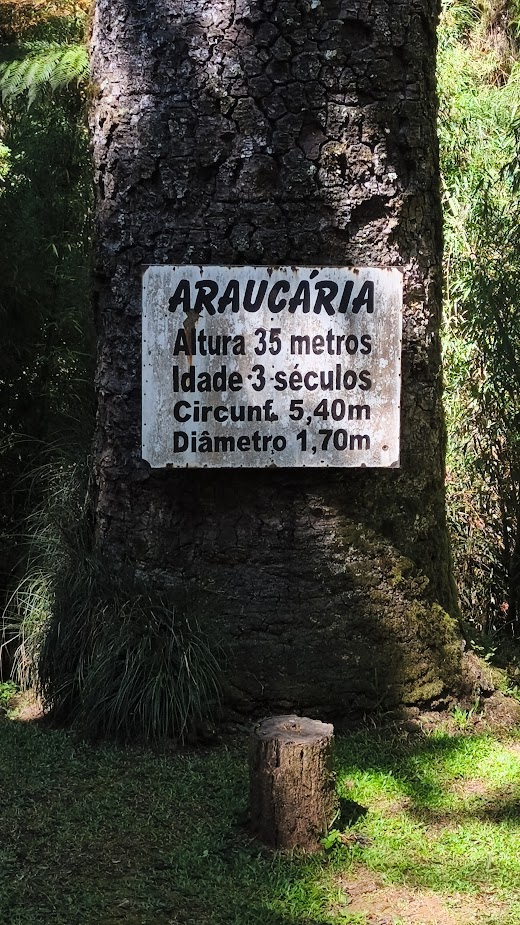 ARAUCÁRIA
Altura 35 metros
Idade 3 séculos
Circunf. 5,40m
Diâmetro 1,70m